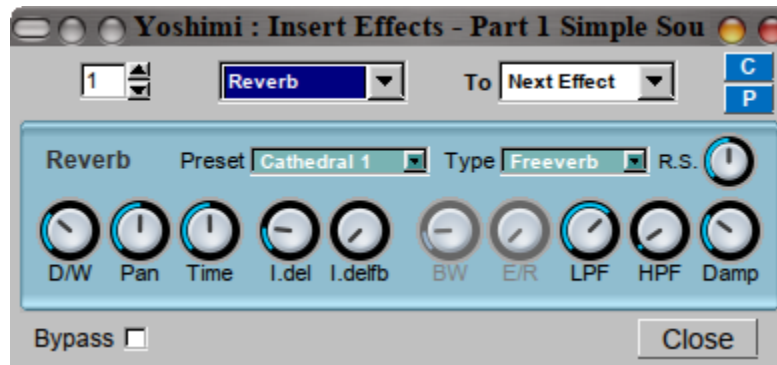 Yoshimi : Insert Effects - Part 1 Simple Sou
1 Reverb To Next Effect C
P
Reverb Preset Cathedral 1 Type Freeverb R.S.
D/W Pan Time I.del I.delfb BW E/R LPF HPF Damp
Bypass Close